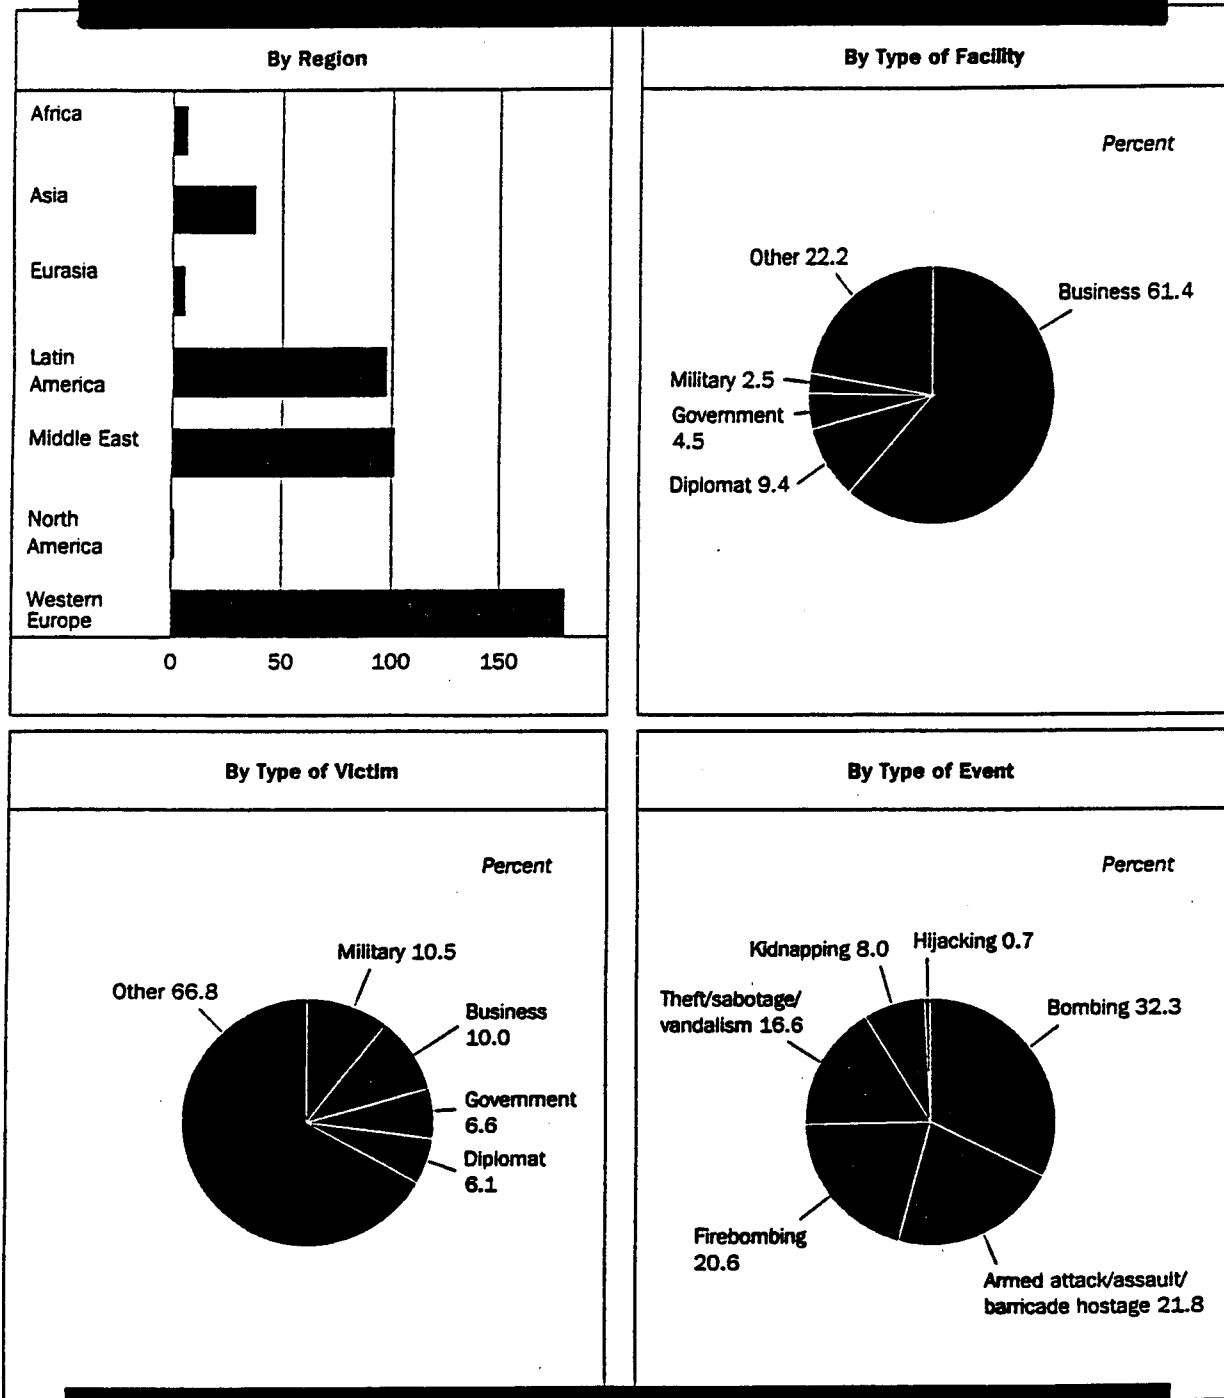 By Region
Africa
Asia
Eurasia
Latin
America
Middle East
North
America
Western
Europe
0 50 100 150
By Type of Facility
Percent
Other 22.2
Business 61.4
Military 2.5
Government
4.5
Diplomat 9.4
By Type of Victim
Percent
Military 10.5
Other 66.8
Business
10.0
Government
6.6
Diplomat
6.1
By Type of Event
Percent
Kidnapping 8.0
Hijacking 0.7
Theft/sabotage/
vandalism 16.6
Bombing 32.3
Firebombing
20.6
Armed attack/assault/
barricade hostage 21.8